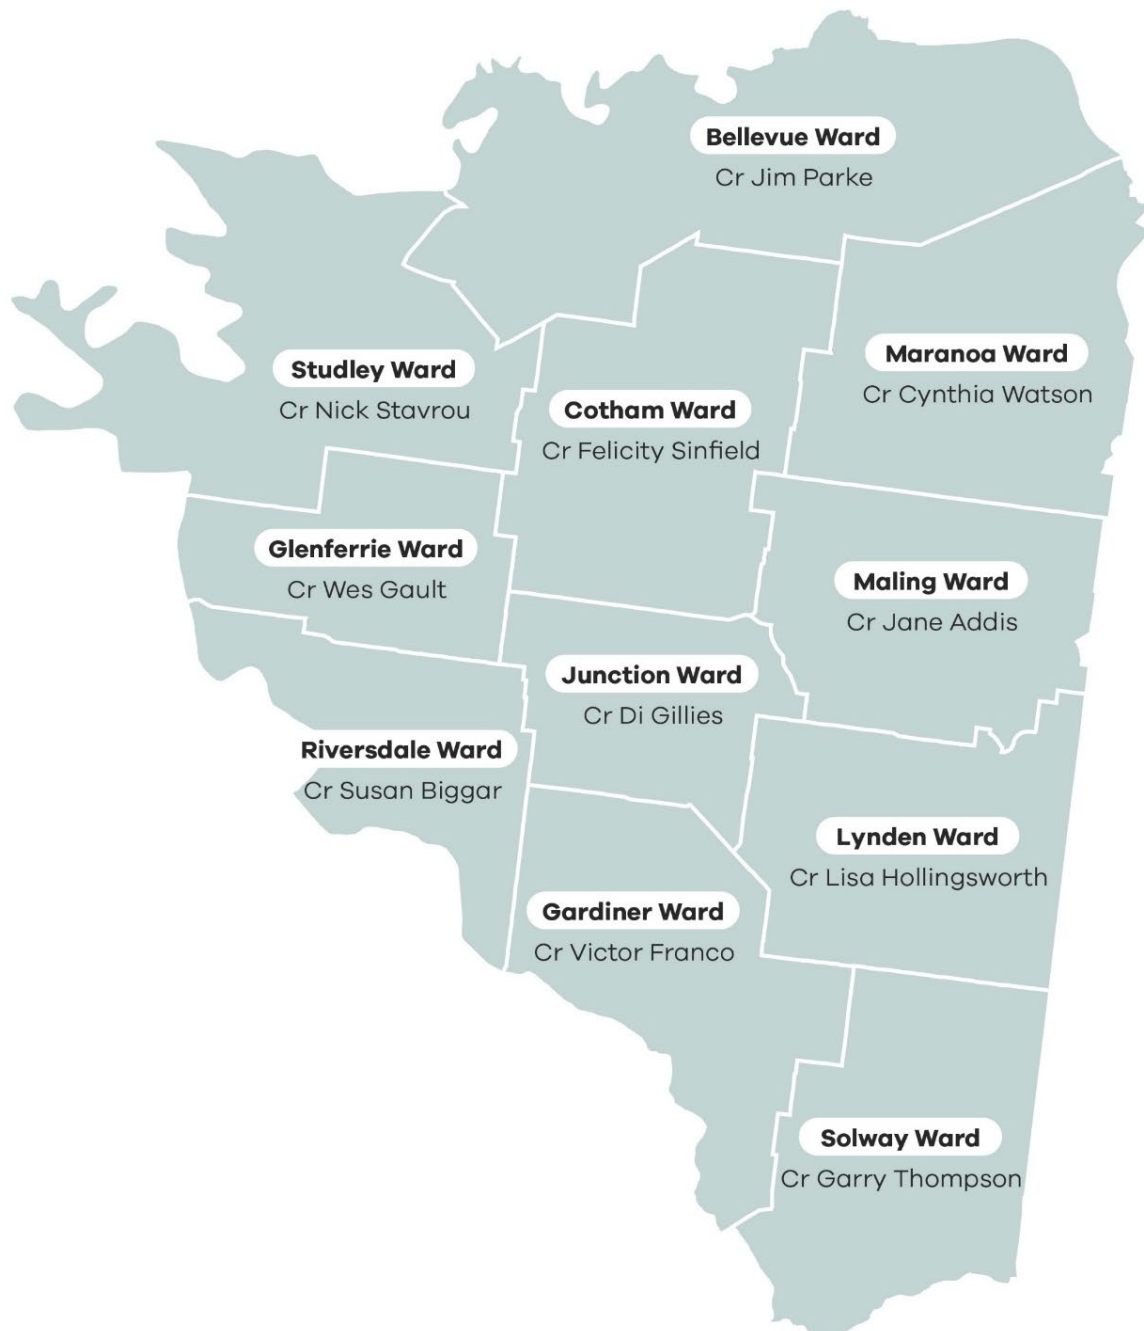 Bellevue Ward
Cr Jim Parke
Studley Ward
Cr Nick Stavrou
Cotham Ward
Cr Felicity Sinfield
Maranoa Ward
Cr Cynthia Watson
Glenferrie Ward
Cr Wes Gault
Maling Ward
Cr Jane Addis
Junction Ward
Cr Di Gillies
Riversdale Ward
Cr Susan Biggar
Lynden Ward
Cr Lisa Hollingsworth
Gardiner Ward
Cr Victor Franco
Solway Ward
Cr Garry Thompson